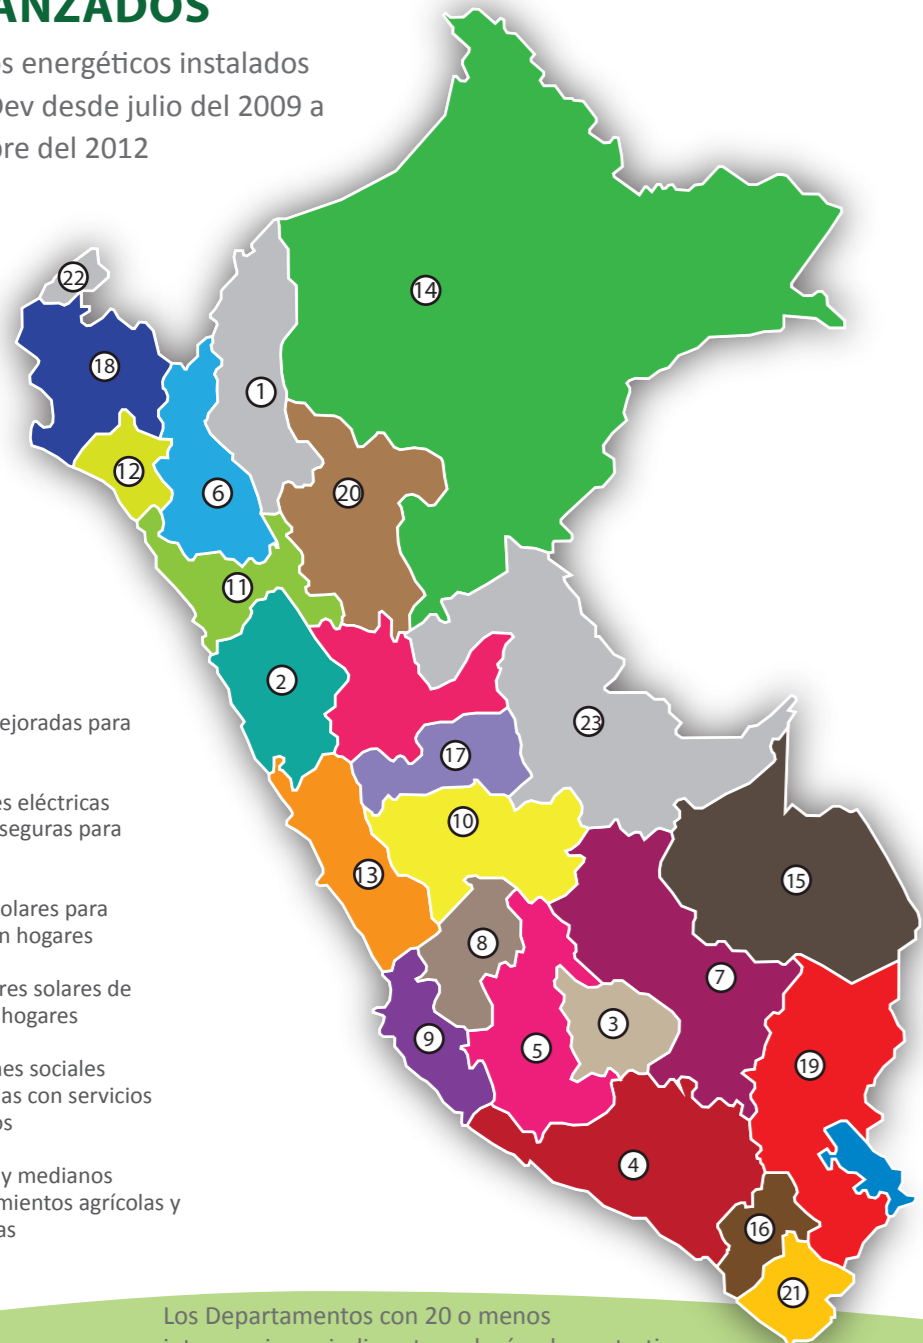 ANZADOS
os energéticos instalados
Dev desde julio del 2009 a
bre del 2012
22
14
18
1
12
6
20
11
2
23
17
10
13
15
8
7
3
9
5
19
4
16
21
ejoradas para
es eléctricas
seguras para
olares para
n hogares
res solares de
hogares
nes sociales
as con servicios
os
y medianos
mientos agrícolas y
as
Los Departamentos con 20 o menos